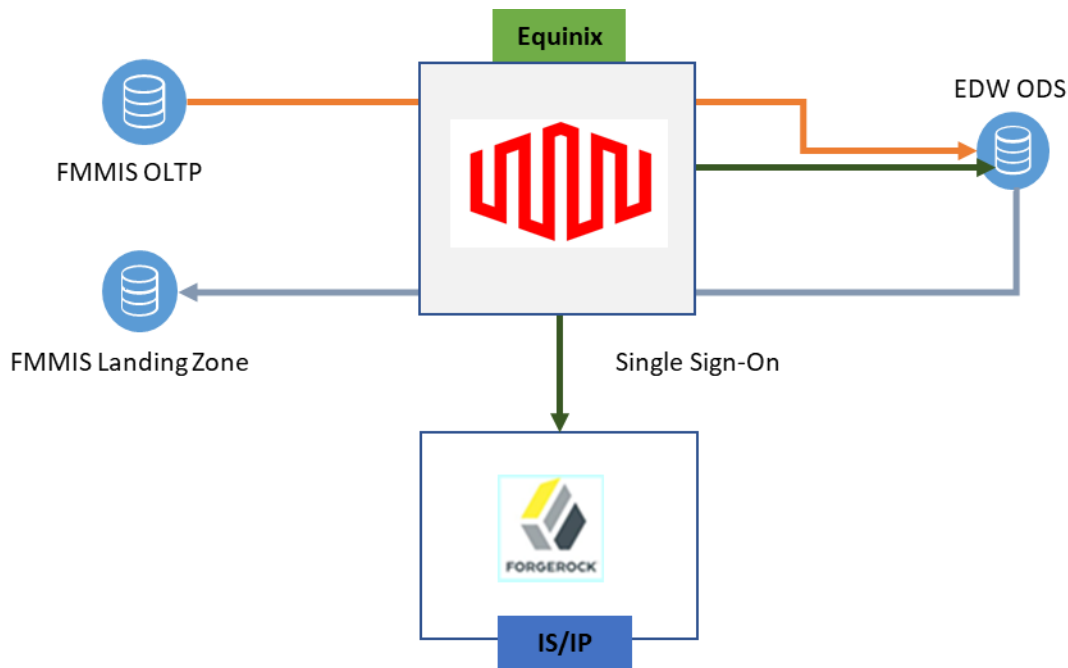 Equinix
EDW ODS
FMMIS OLTP
FMMIS Landing Zone
Single Sign-On
FORGEROCK
IS/IP